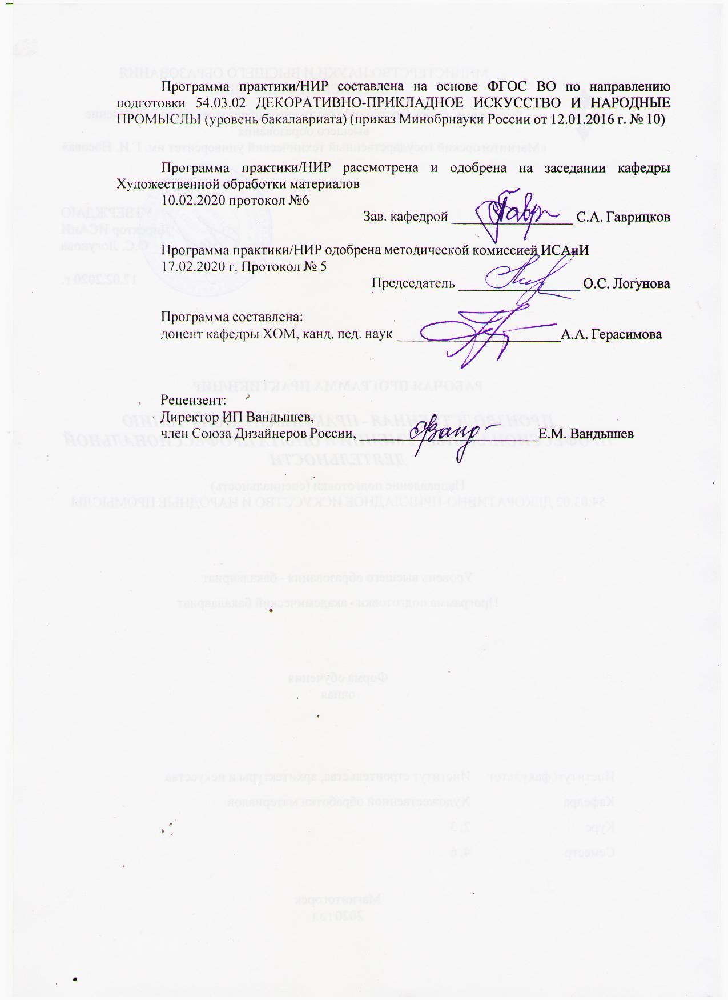 Программа практики/НИР составлена на основе ФГОС ВО по направлению
подготовки 54.03.02 ДЕКОРАТИВНО-ПРИКЛАДНОЕ ИСКУССТВО И НАРОДНЫЕ
ПРОМЫСЛЫ (уровень бакалавриата) (приказ Минобрнауки России от 12.01.2016 г. № 10)
Программа практики/НИР рассмотрена и одобрена на заседании кафедры
Художественной обработки материалов
10.02.2020 протокол №6
Зав. кафедрой ________________ С.А. Гаврицков
Программа практики/НИР одобрена методической комиссией ИСАиИ
17.02.2020 г. Протокол № 5
Председатель ________________ О.С. Логунова
Программа составлена:
доцент кафедры ХОМ, канд. пед. наук ______________________А.А. Герасимова
Рецензент:
Директор ИП Вандышев,
член Союза Дизайнеров России, ________________________ Е.М. Вандышев